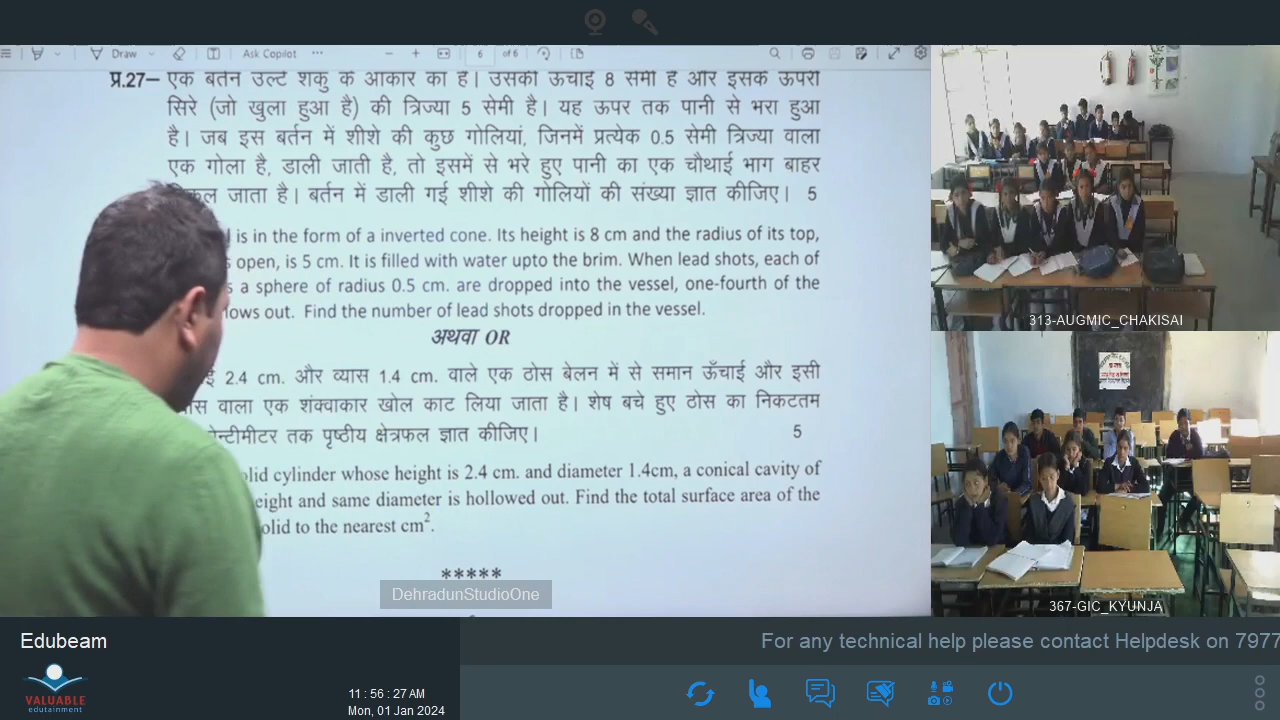 Draw
Ask Copilot
6
of 6
प्र.27— एक बर्तन उल्टे शंकु के आकार का है। उसकी ऊंचाई 8 सेमी है और इसके ऊपरी
सिरे (जो खुला हुआ है) की त्रिज्या 5 सेमी है। यह ऊपर तक पानी से भरा हुआ
है। जब इस बर्तन में शीशे की कुछ गोलियां, जिनमें प्रत्येक 0.5 सेमी त्रिज्या वाला
एक गोला है, डाली जाती है, तो इसमें से भरे हुए पानी का एक चौथाई भाग बाहर
जाता है। बर्तन में डाली गई शीशे की गोलियों की संख्या ज्ञात कीजिए। 5
is in the form of a inverted cone. Its height is 8 cm and the radius of its top,
open, is 5 cm. It is filled with water upto the brim. When lead shots, each of
a sphere of radius 0.5 cm. are dropped into the vessel, one-fourth of the
out. Find the number of lead shots dropped in the vessel.
अथवा OR
2.4 cm. और व्यास 1.4 cm. वाले एक ठोस बेलन में से समान ऊँचाई और इसी
वाला एक शंक्वाकार खोल काट लिया जाता है। शेष बचे हुए ठोस का निकटतम
तक पृष्ठीय क्षेत्रफल ज्ञात कीजिए। 5
cylinder whose height is 2.4 cm. and diameter 1.4cm, a conical cavity of
and same diameter is hollowed out. Find the total surface area of the
to the nearest cm².
*****
DehradunStudioOne
313-AUGMIC_CHAKISAI
367-GIC_KYUNJA
Edubeam
For any technical help please contact Helpdesk on 7977
VALUABLE
edutainment
11 : 56 : 27 AM
Mon, 01 Jan 2024